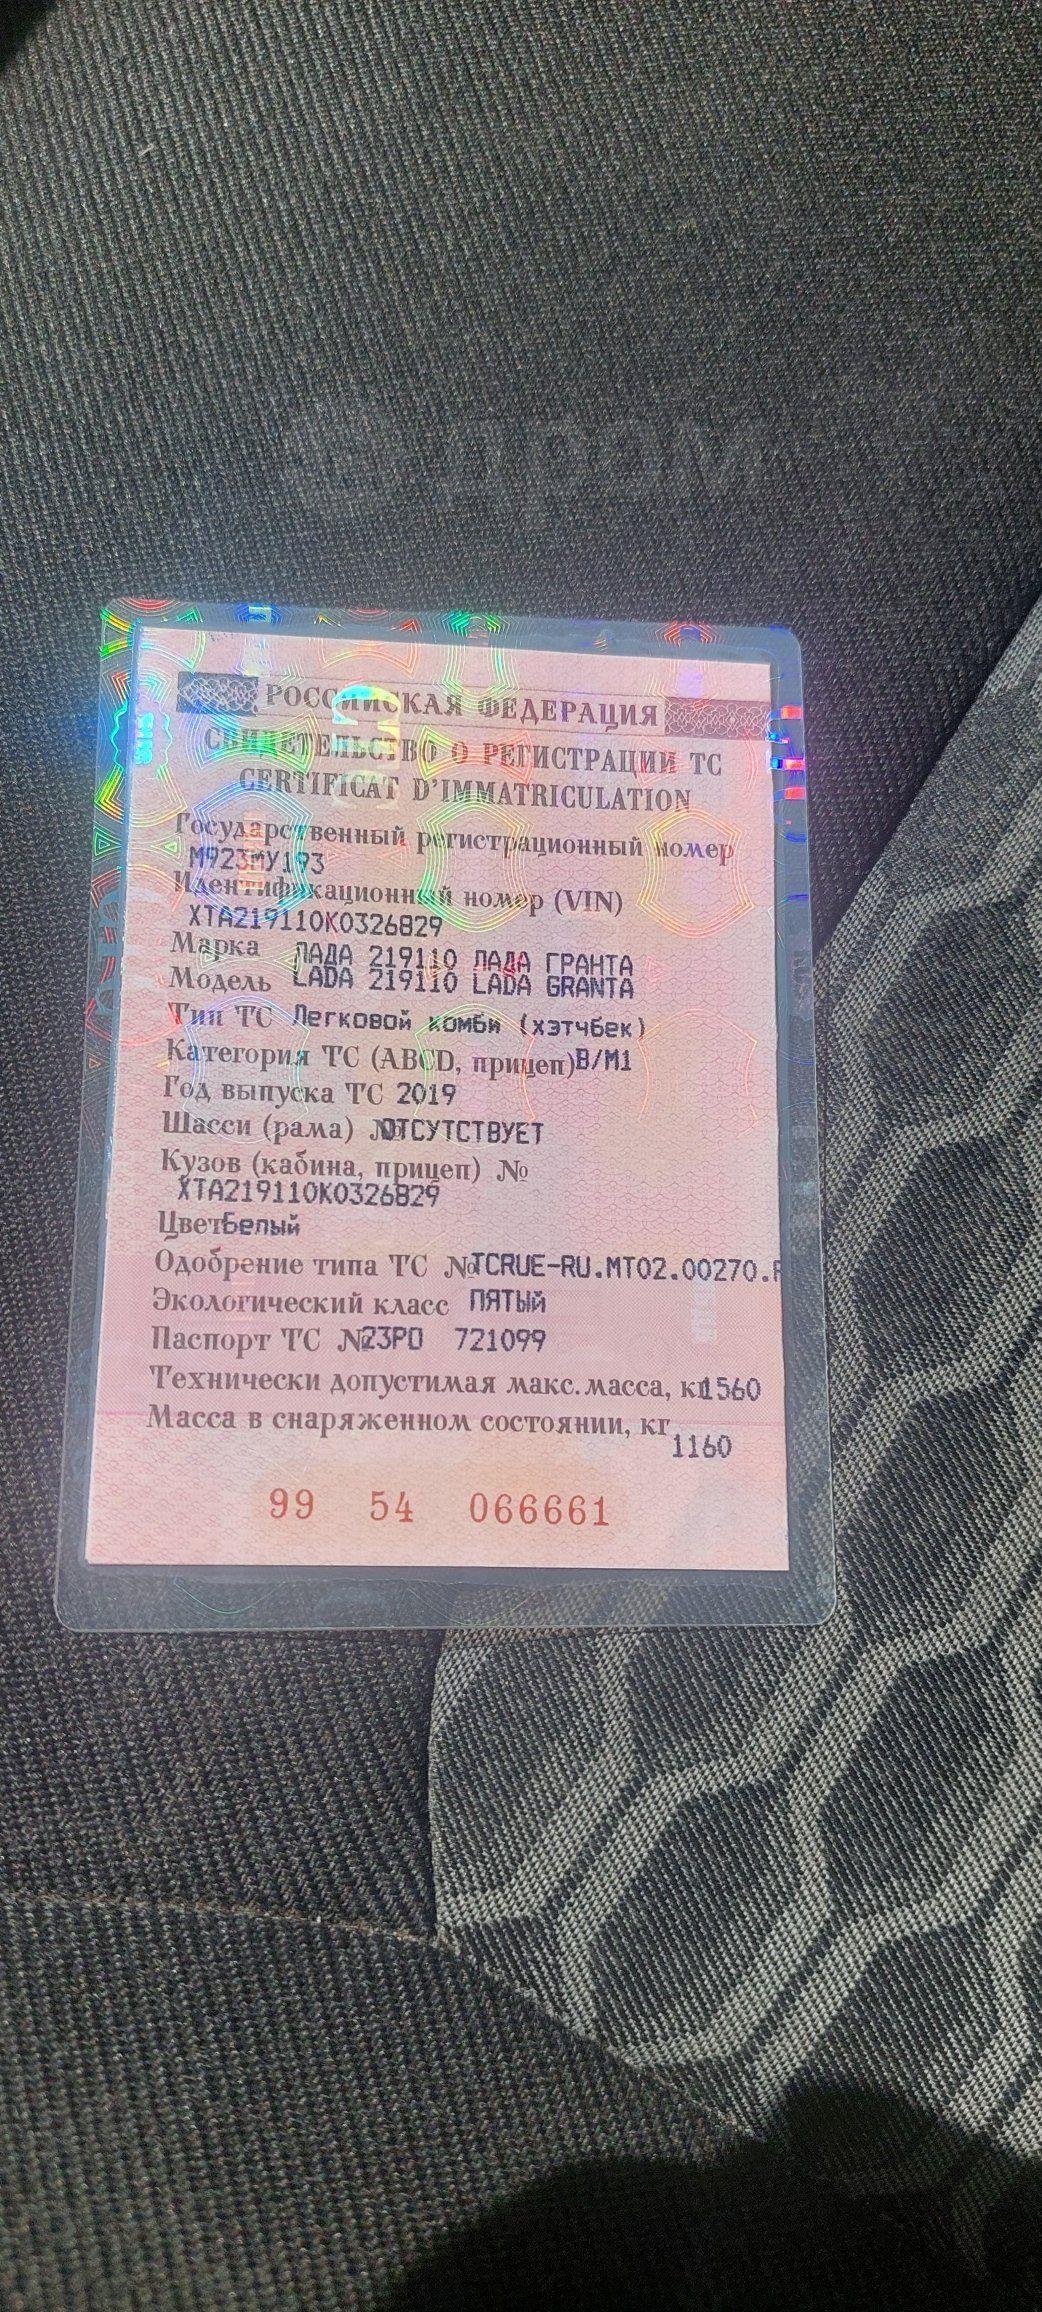 Дром
РОССИЙСКАЯ ФЕДЕРАЦИЯ
СВИДЕТЕЛЬСТВО О РЕГИСТРАЦИИ ТС
CERTIFICAT D'IMMATRICULATION
Государственный регистрационный номер
М923МУ193
Идентификационный номер (VIN)
XTA219110K0326829
Марка ЛАДА 219110 ЛАДА ГРАНТА
Модель LADA 219110 LADA GRANTA
Тип ТС Легковой комби (хэтчбек)
Категория ТС (ABCD, прицеп) B/M1
Год выпуска ТС 2019
Шасси (рама) № ОТСУТСТВУЕТ
Кузов (кабина, прицеп) №
XTA219110K0326829
Цвет Белый
Одобрение типа ТС № TCRUE-RU.MT02.00270.
Экологический класс ПЯТЫЙ
Паспорт ТС № 23РО 721099
Технически допустимая макс. масса, кг 1560
Масса в снаряженном состоянии, кг
1160
99 54 066661